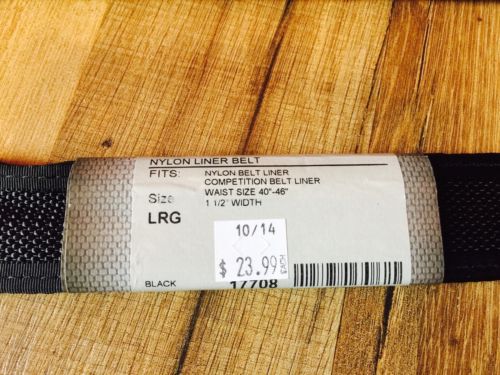 NYLON LINER BELT
FITS: NYLON BELT LINER
COMPETITION BELT LINER
Size WAIST SIZE 40"-46"
LRG 1 1/2" WIDTH
10/14
$ 23.99
BLACK 17708